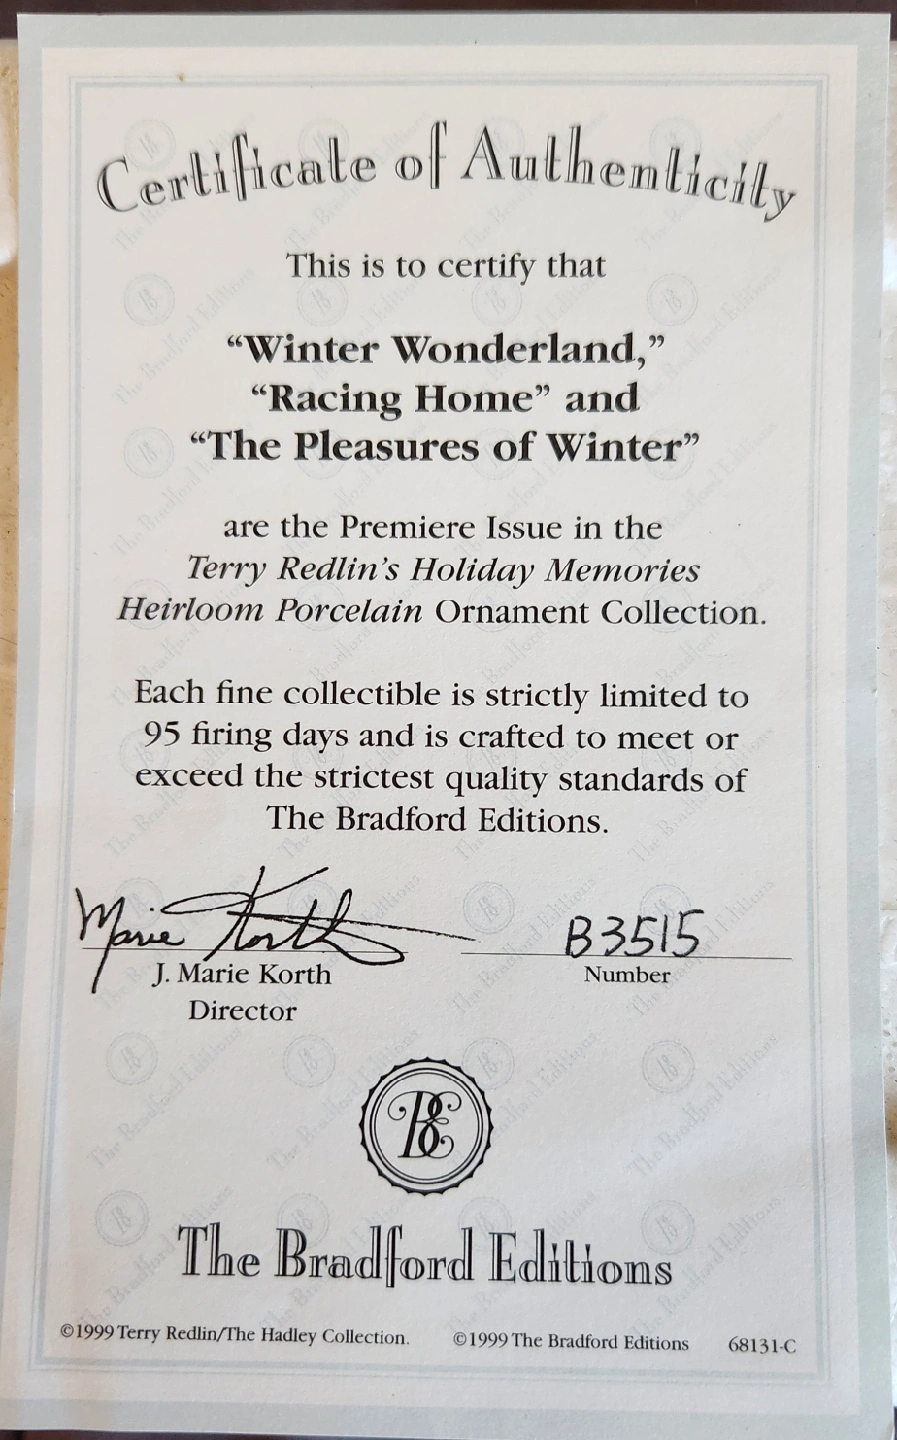 Certificate of Authenticity
This is to certify that
“Winter Wonderland,”
“Racing Home” and
“The Pleasures of Winter”
are the Premiere Issue in the
Terry Redlin’s Holiday Memories
Heirloom Porcelain Ornament Collection.
Each fine collectible is strictly limited to
95 firing days and is crafted to meet or
exceed the strictest quality standards of
The Bradford Editions.
Marie Korth
B3515
J. Marie Korth
Number
Director
BE
The Bradford Editions
©1999 Terry Redlin/The Hadley Collection. ©1999 The Bradford Editions 68131-C